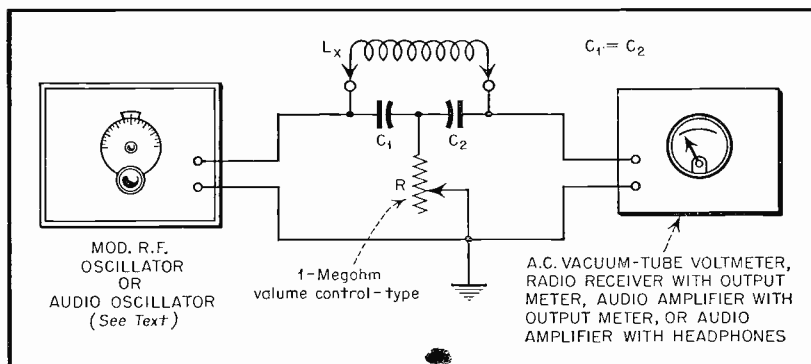 Lₓ
C₁ = C₂
C₁
C₂
R
MOD. R.F.
OSCILLATOR
OR
AUDIO OSCILLATOR
(See Text)
1-Megohm
volume control-type
A.C. VACUUM-TUBE VOLTMETER,
RADIO RECEIVER WITH OUTPUT
METER, AUDIO AMPLIFIER WITH
OUTPUT METER, OR AUDIO
AMPLIFIER WITH HEADPHONES